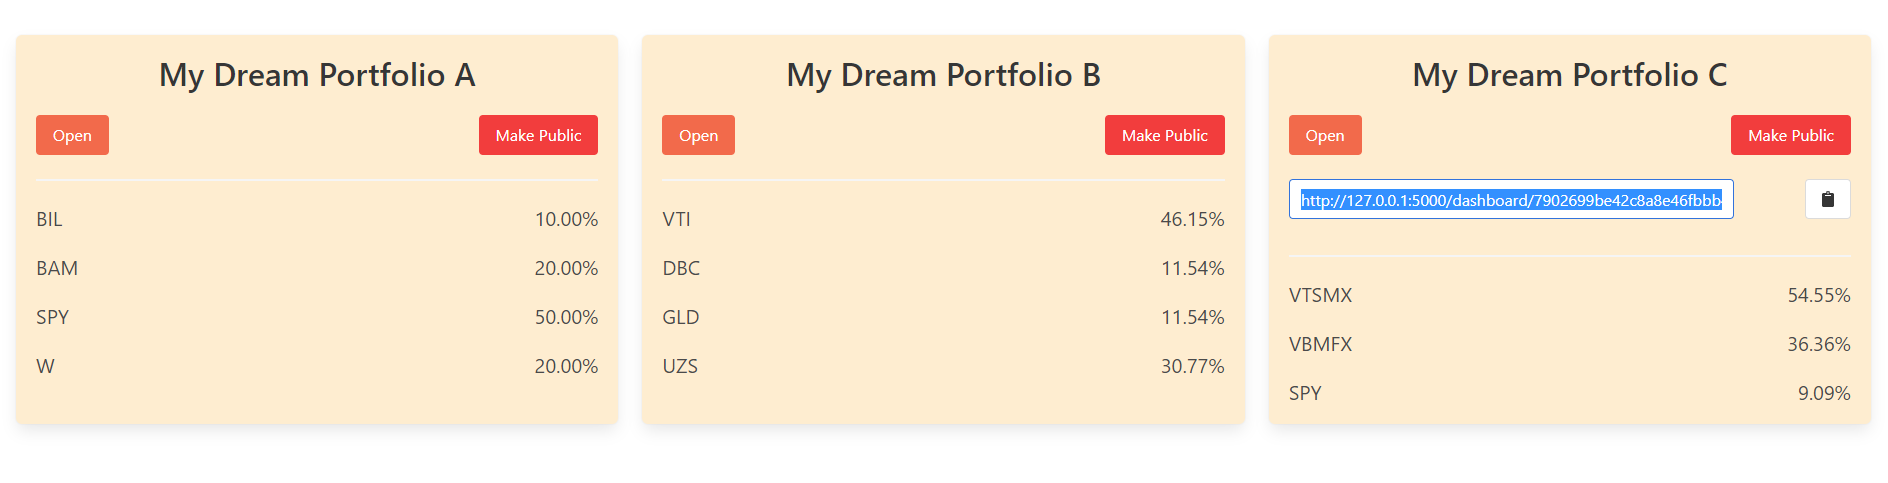 My Dream Portfolio A
Open
Make Public
BIL 10.00%
BAM 20.00%
SPY 50.00%
W 20.00%
My Dream Portfolio B
Open
Make Public
VTI 46.15%
DBC 11.54%
GLD 11.54%
UZS 30.77%
My Dream Portfolio C
Open
Make Public
http://127.0.0.1:5000/dashboard/7902699be42c8a8e46fbbb
VTSMX 54.55%
VBMFX 36.36%
SPY 9.09%